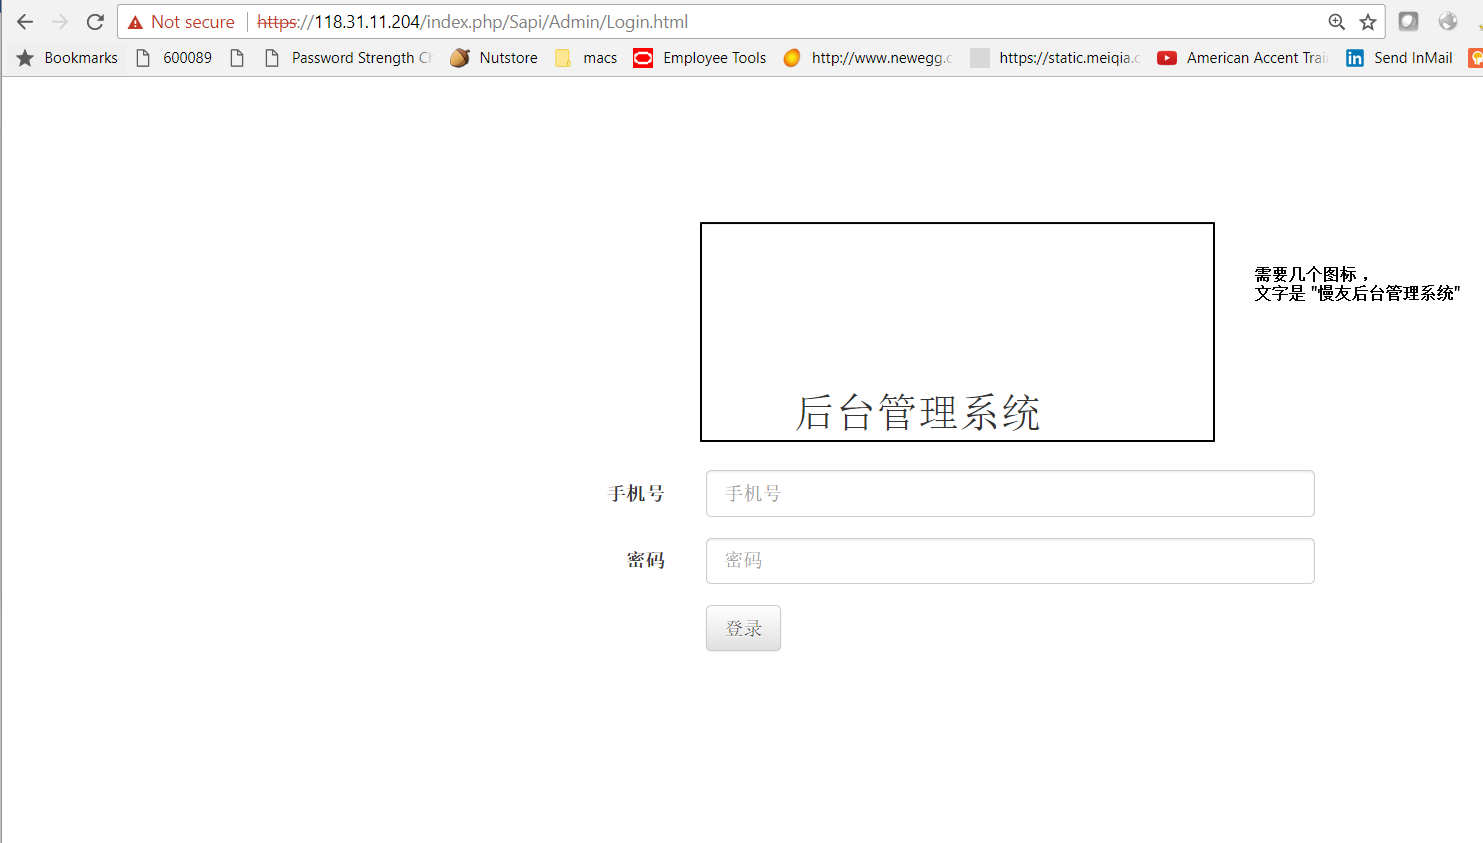 Not secure https://118.31.11.204/index.php/Sapi/Admin/Login.html
Bookmarks 600089 Password Strength C Nutstore macs Employee Tools http://www.newegg.c https://static.meiqia.c American Accent Trai Send InMail
需要几个图标，
文字是 "慢友后台管理系统"
后台管理系统
手机号 手机号
密码 密码
登录